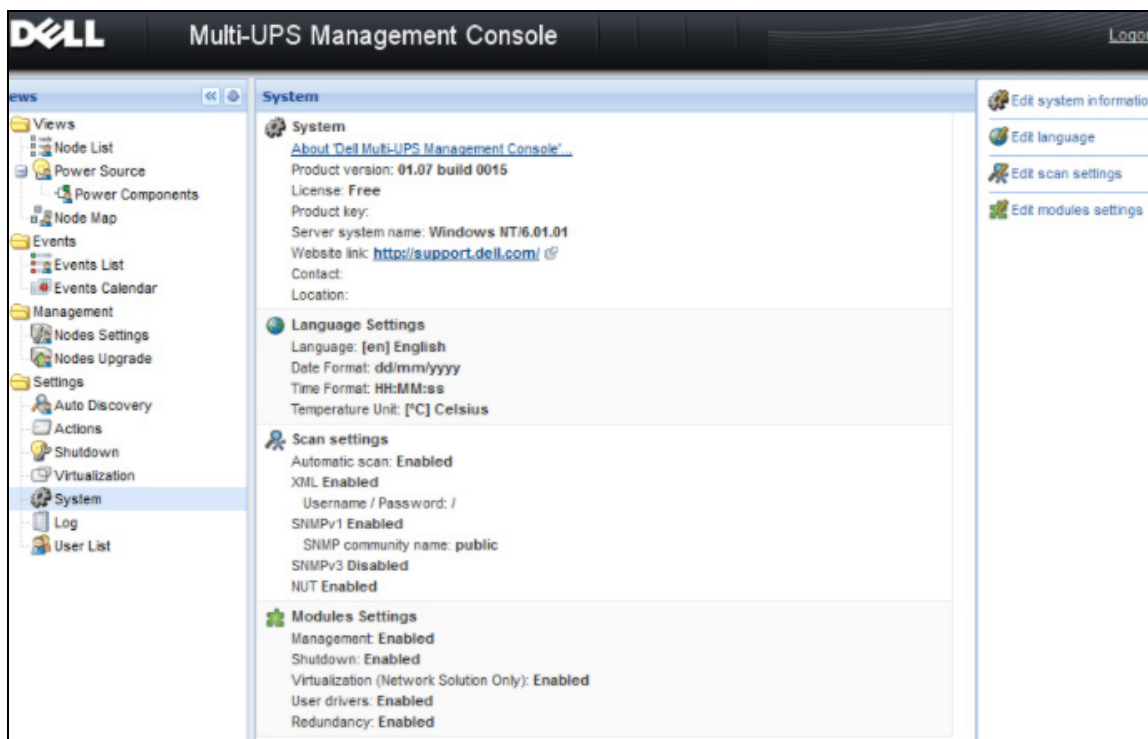 DELL
Multi-UPS Management Console
Logou
ews
Views
Node List
Power Source
Power Components
Node Map
Events
Events List
Events Calendar
Management
Nodes Settings
Nodes Upgrade
Settings
Auto Discovery
Actions
Shutdown
Virtualization
System
Log
User List
System
System
About 'Dell Multi-UPS Management Console'...
Product version: 01.07 build 0015
License: Free
Product key:
Server system name: Windows NT/6.01.01
Website link: http://support.dell.com/
Contact:
Location:
Language Settings
Language: [en] English
Date Format: dd/mm/yyyy
Time Format: HH:MM:ss
Temperature Unit: [°C] Celsius
Scan settings
Automatic scan: Enabled
XML Enabled
Username / Password: /
SNMPv1 Enabled
SNMP community name: public
SNMPv3 Disabled
NUT Enabled
Modules Settings
Management: Enabled
Shutdown: Enabled
Virtualization (Network Solution Only): Enabled
User drivers: Enabled
Redundancy: Enabled
Edit system informatio
Edit language
Edit scan settings
Edit modules settings